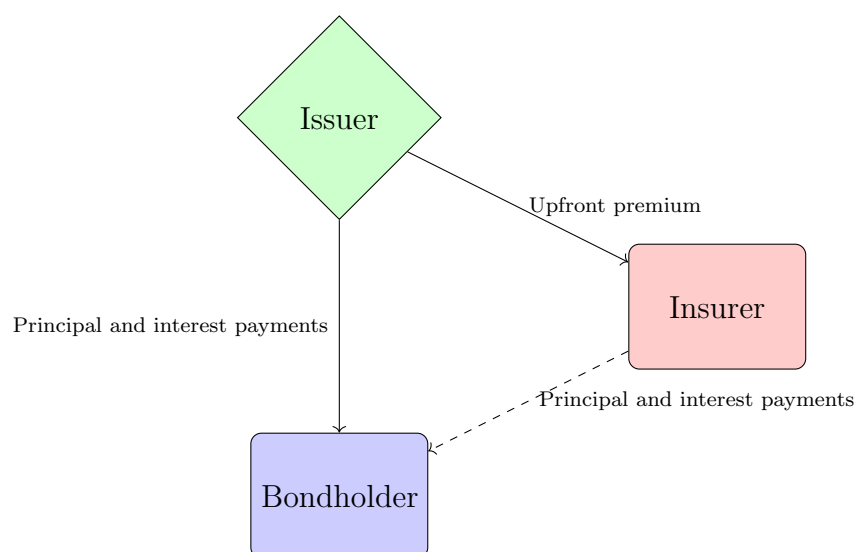 Issuer
Upfront premium
Insurer
Principal and interest payments
Principal and interest payments
Bondholder